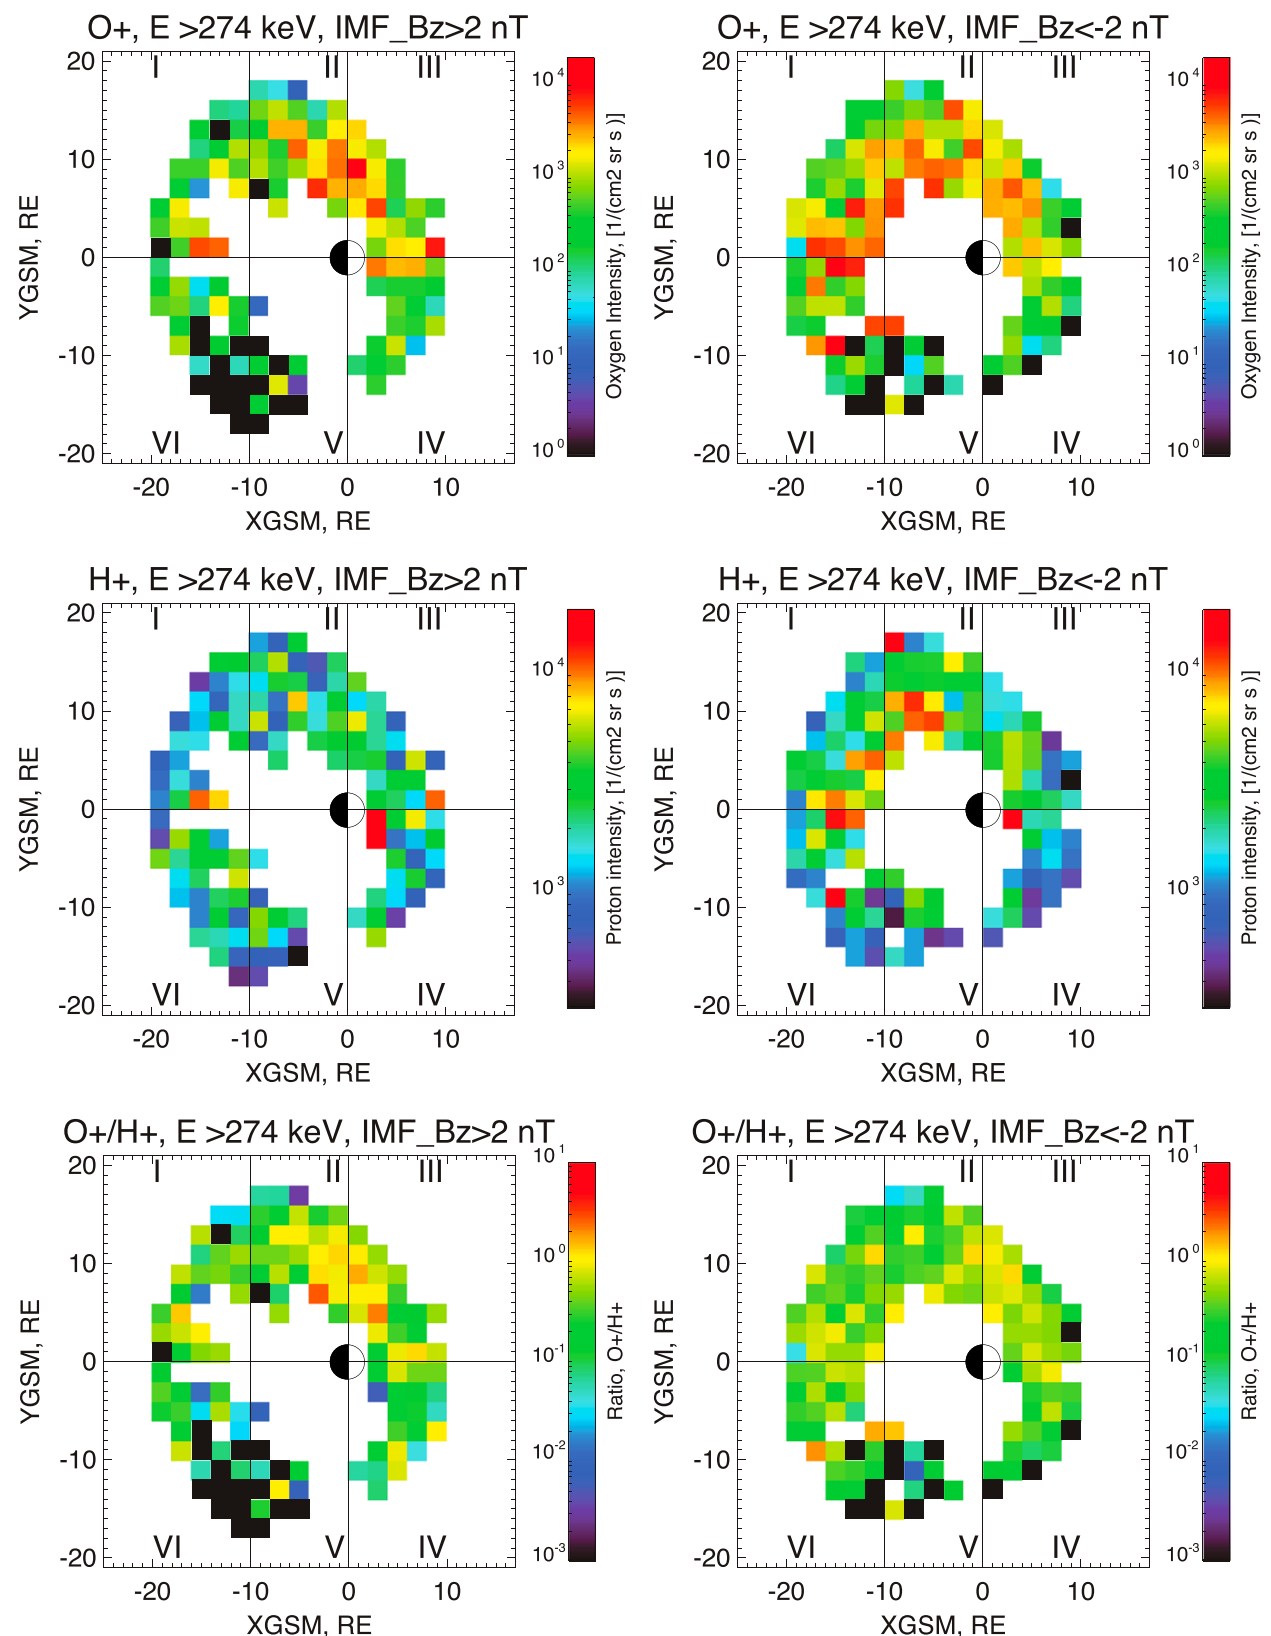 O+, E >274 keV, IMF_Bz>2 nT
I II III
20
10
0
-10
-20
YGSM, RE
VI V IV
-20 -10 0 10
XGSM, RE
10^4
10^3
10^2
10^1
10^0
Oxygen Intensity, [1/(cm2 sr s )]
O+, E >274 keV, IMF_Bz<-2 nT
I II III
20
10
0
-10
-20
YGSM, RE
VI V IV
-20 -10 0 10
XGSM, RE
10^4
10^3
10^2
10^1
10^0
Oxygen Intensity, [1/(cm2 sr s )]
H+, E >274 keV, IMF_Bz>2 nT
I II III
20
10
0
-10
-20
YGSM, RE
VI V IV
-20 -10 0 10
XGSM, RE
10^4
10^3
Proton intensity, [1/(cm2 sr s )]
H+, E >274 keV, IMF_Bz<-2 nT
I II III
20
10
0
-10
-20
YGSM, RE
VI V IV
-20 -10 0 10
XGSM, RE
10^4
10^3
Proton intensity, [1/(cm2 sr s )]
O+/H+, E >274 keV, IMF_Bz>2 nT
I II III
20
10
0
-10
-20
YGSM, RE
VI V IV
-20 -10 0 10
XGSM, RE
10^1
10^0
10^-1
10^-2
10^-3
Ratio, O+/H+
O+/H+, E >274 keV, IMF_Bz<-2 nT
I II III
20
10
0
-10
-20
YGSM, RE
VI V IV
-20 -10 0 10
XGSM, RE
10^1
10^0
10^-1
10^-2
10^-3
Ratio, O+/H+